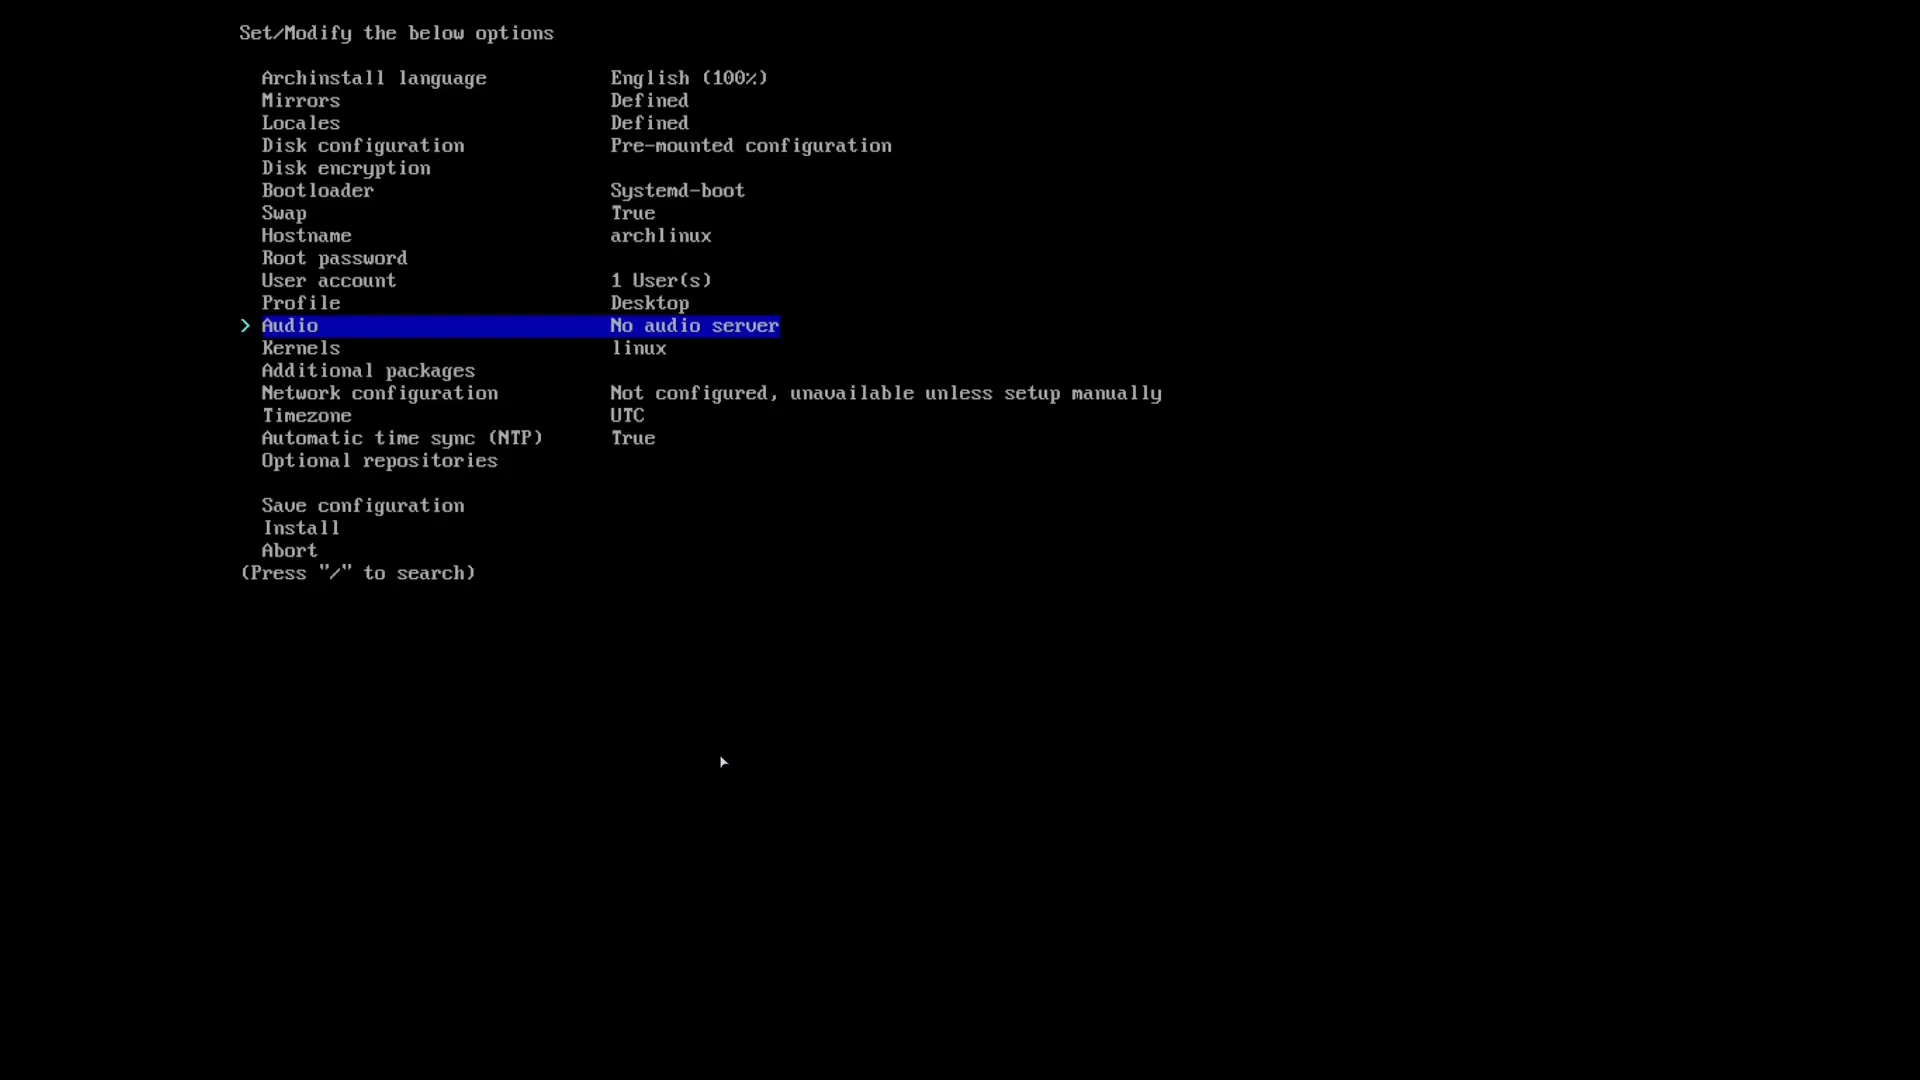 Set/Modify the below options
Archinstall language English (100%)
Mirrors Defined
Locales Defined
Disk configuration Pre-mounted configuration
Disk encryption
Bootloader Systemd-boot
Swap True
Hostname archlinux
Root password
User account 1 User(s)
Profile Desktop
> Audio No audio server
Kernels linux
Additional packages
Network configuration Not configured, unavailable unless setup manually
Timezone UTC
Automatic time sync (NTP) True
Optional repositories
Save configuration
Install
Abort
(Press "/" to search)